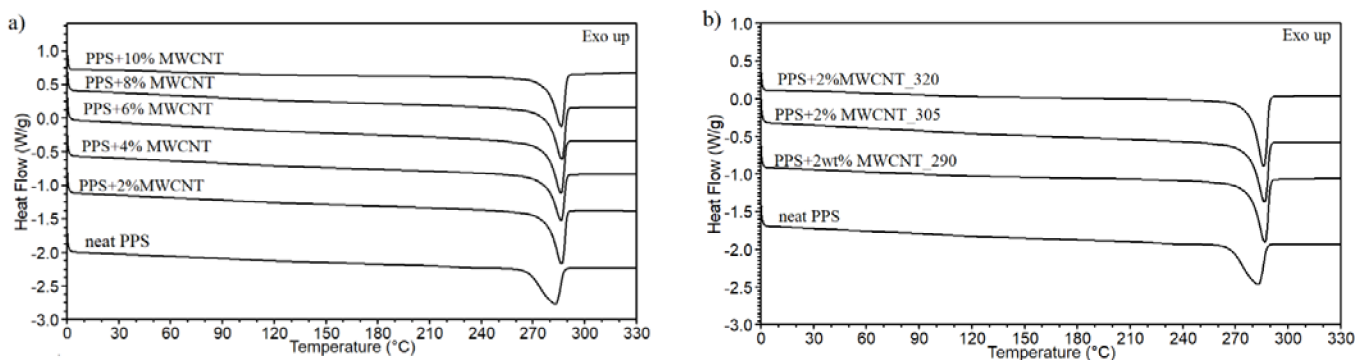 a)
Exo up
1.0
0.5
0.0
-0.5
-1.0
-1.5
-2.0
-2.5
-3.0
Heat Flow (W/g)
PPS+10% MWCNT
PPS+8% MWCNT
PPS+6% MWCNT
PPS+4% MWCNT
PPS+2%MWCNT
neat PPS
0 30 60 90 120 150 180 210 240 270 300 330
Temperature (°C)
b)
Exo up
1.0
0.5
0.0
-0.5
-1.0
-1.5
-2.0
-2.5
-3.0
Heat Flow (W/g)
PPS+2%MWCNT_320
PPS+2% MWCNT_305
PPS+2wt% MWCNT_290
neat PPS
0 30 60 90 120 150 180 210 240 270 300 330
Temperature (°C)